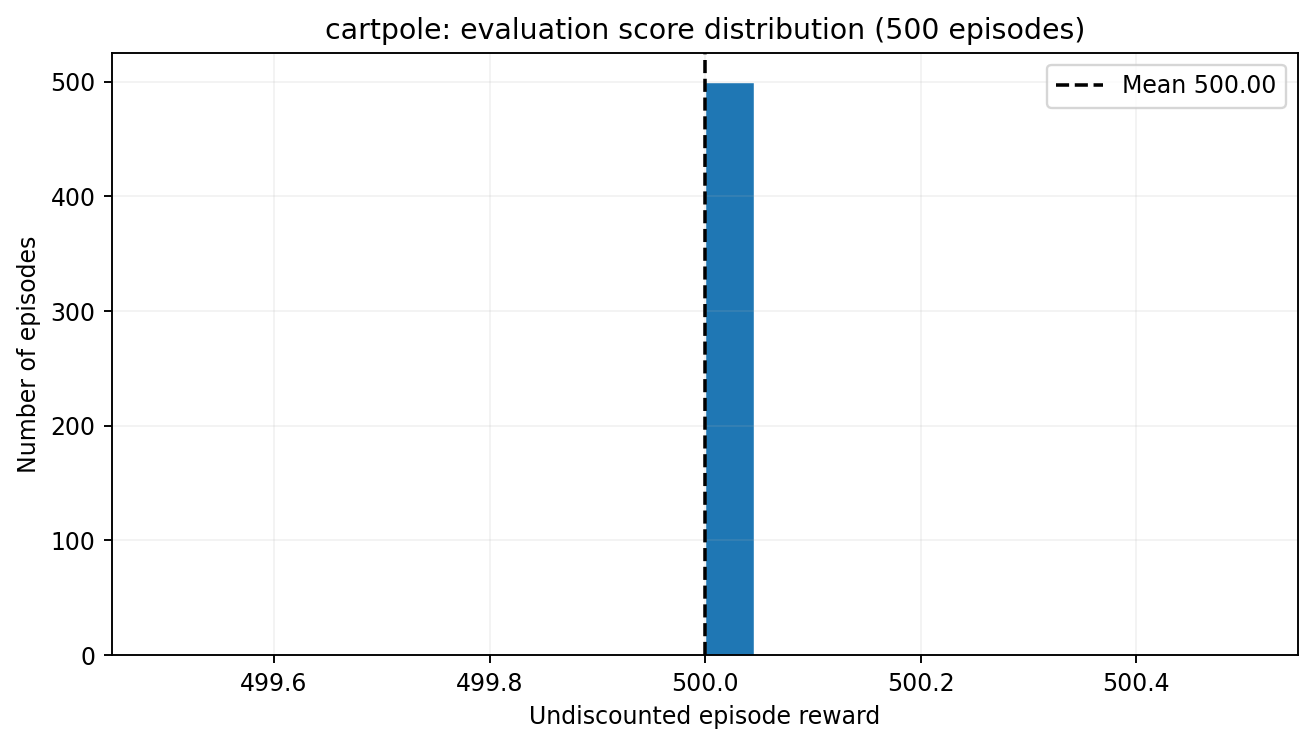 cartpole: evaluation score distribution (500 episodes)
Mean 500.00
Number of episodes
500
400
300
200
100
0
499.6 499.8 500.0 500.2 500.4
Undiscounted episode reward